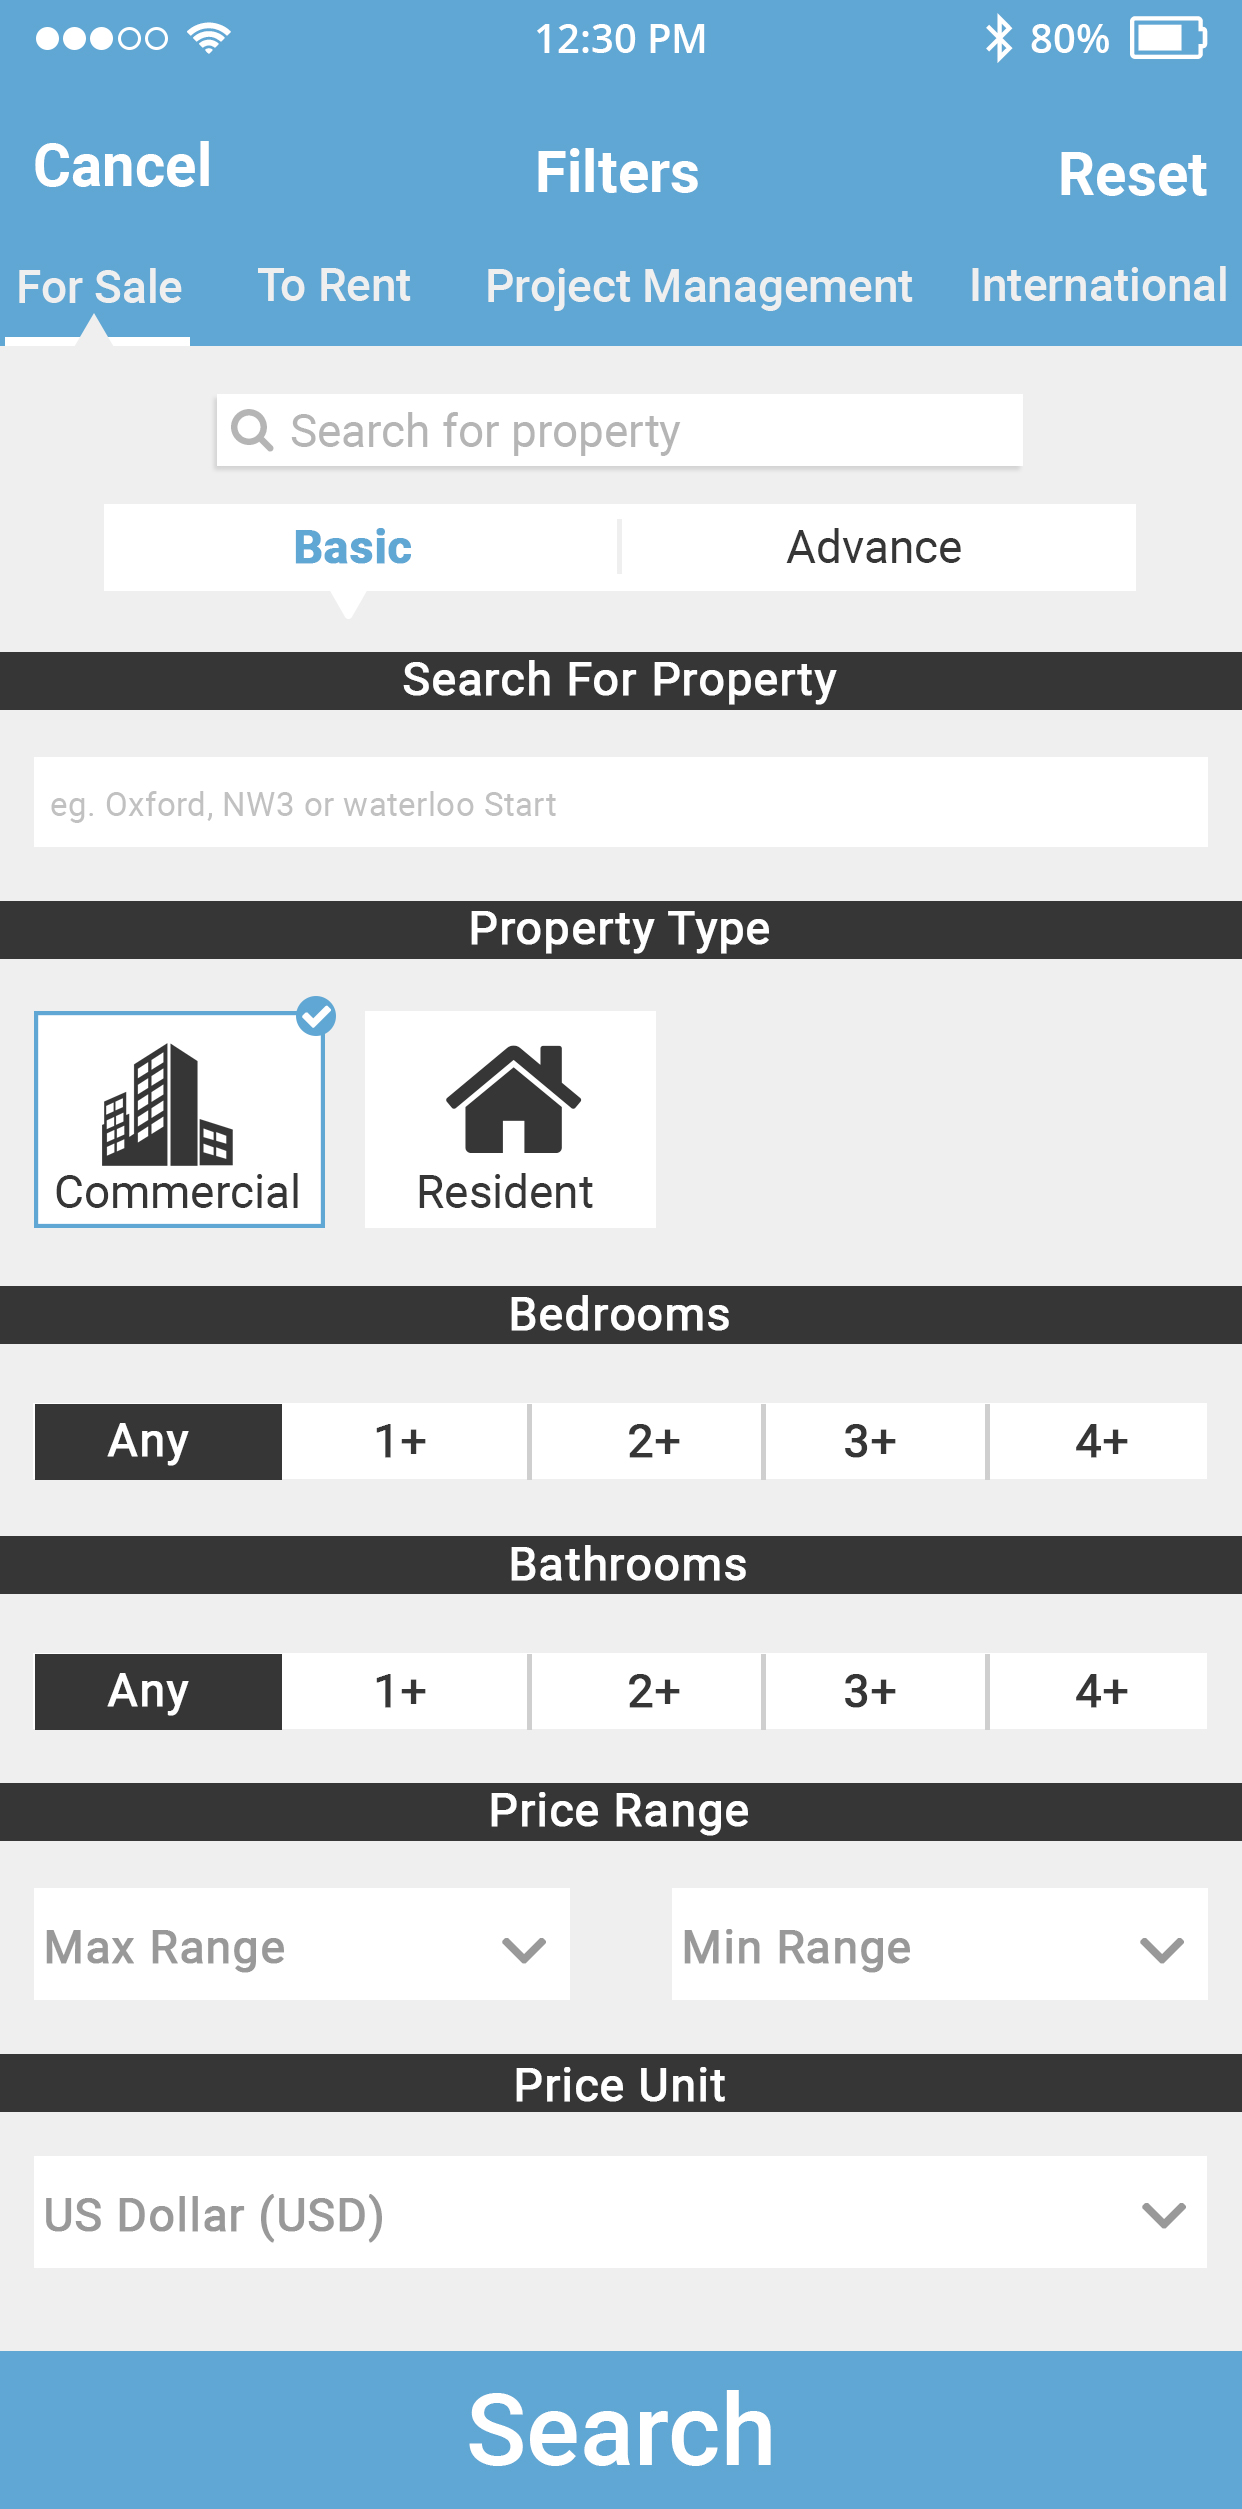 12:30 PM 80%
Cancel Filters Reset
For Sale To Rent Project Management International
Search for property
Basic Advance
Search For Property
eg. Oxford, NW3 or waterloo Start
Property Type
Commercial Resident
Bedrooms
Any 1+ 2+ 3+ 4+
Bathrooms
Any 1+ 2+ 3+ 4+
Price Range
Max Range Min Range
Price Unit
US Dollar (USD)
Search